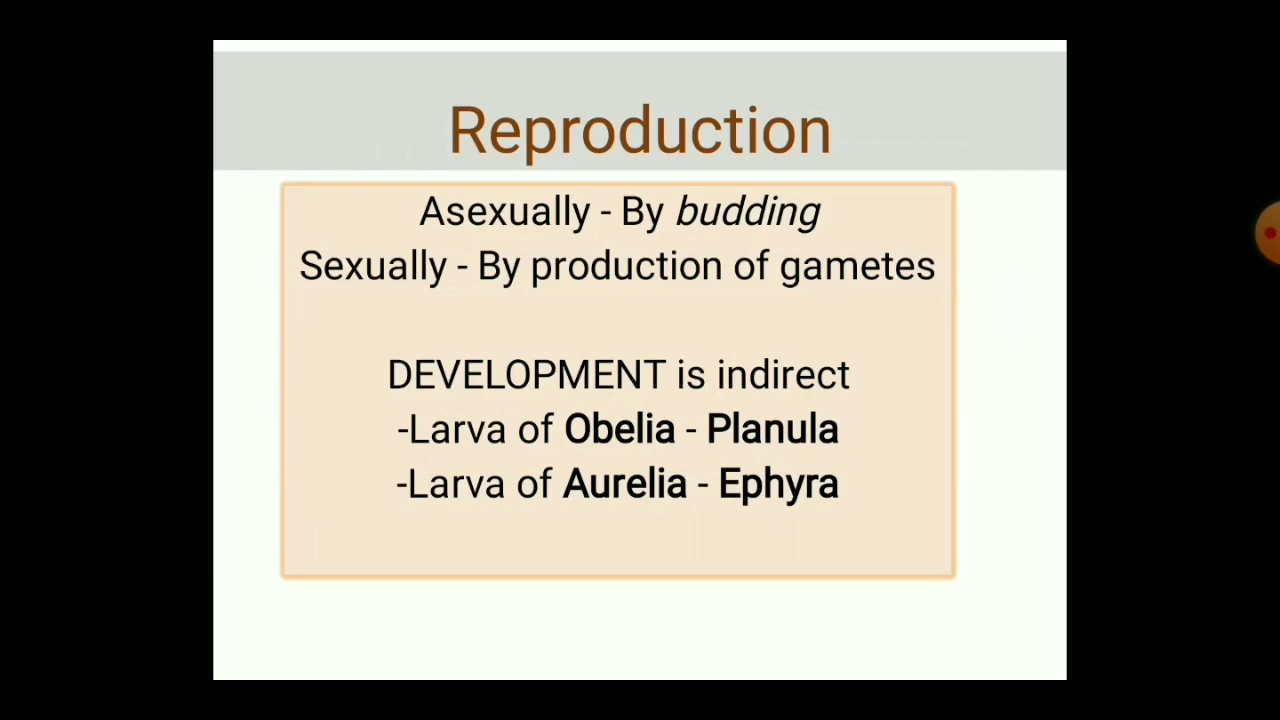 Reproduction
Asexually - By budding
Sexually - By production of gametes
DEVELOPMENT is indirect
-Larva of Obelia - Planula
-Larva of Aurelia - Ephyra